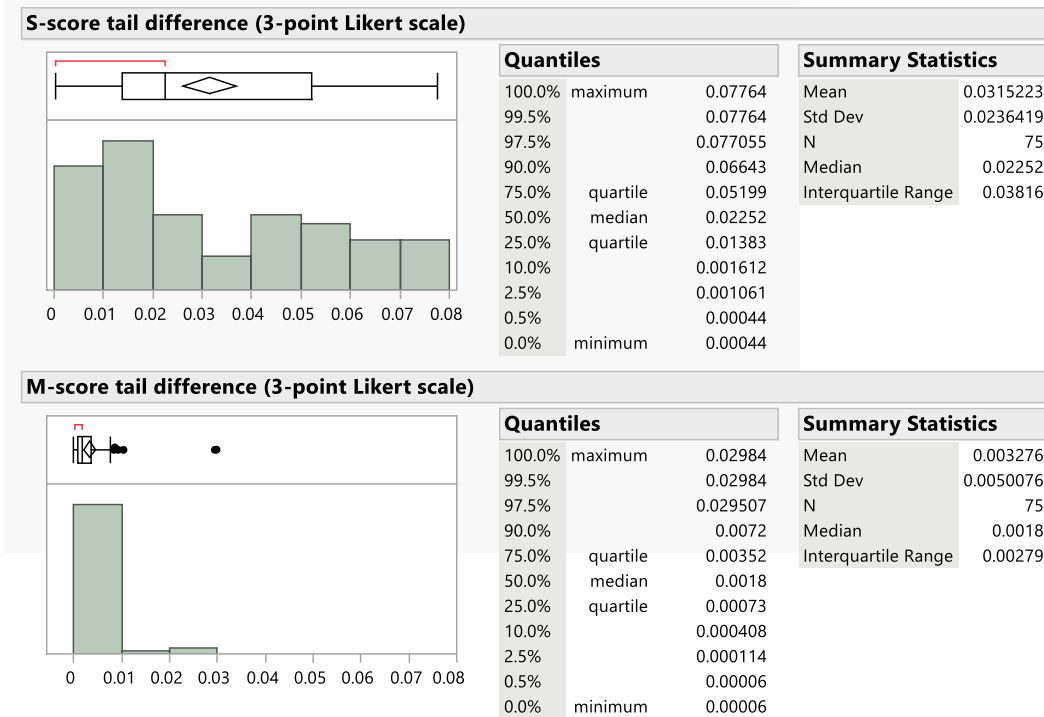 S-score tail difference (3-point Likert scale)
Quantiles
100.0% maximum 0.07764
99.5% 0.07764
97.5% 0.077055
90.0% 0.06643
75.0% quartile 0.05199
50.0% median 0.02252
25.0% quartile 0.01383
10.0% 0.001612
2.5% 0.001061
0.5% 0.00044
0.0% minimum 0.00044
Summary Statistics
Mean 0.0315223
Std Dev 0.0236419
N 75
Median 0.02252
Interquartile Range 0.03816
0 0.01 0.02 0.03 0.04 0.05 0.06 0.07 0.08
M-score tail difference (3-point Likert scale)
Quantiles
100.0% maximum 0.02984
99.5% 0.02984
97.5% 0.029507
90.0% 0.0072
75.0% quartile 0.00352
50.0% median 0.0018
25.0% quartile 0.00073
10.0% 0.000408
2.5% 0.000114
0.5% 0.00006
0.0% minimum 0.00006
Summary Statistics
Mean 0.003276
Std Dev 0.0050076
N 75
Median 0.0018
Interquartile Range 0.00279
0 0.01 0.02 0.03 0.04 0.05 0.06 0.07 0.08